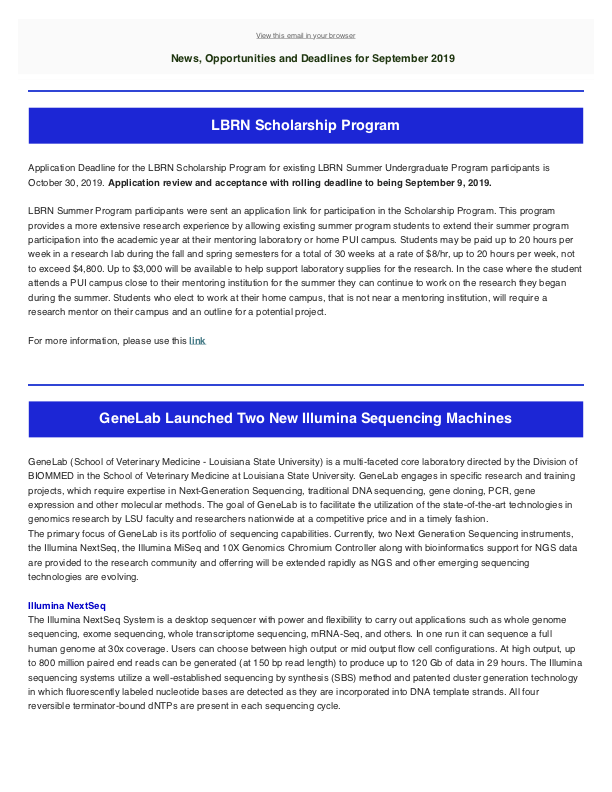 View this email in your browser
News, Opportunities and Deadlines for September 2019
LBRN Scholarship Program
Application Deadline for the LBRN Scholarship Program for existing LBRN Summer Undergraduate Program participants is
October 30, 2019. Application review and acceptance with rolling deadline to being September 9, 2019.
LBRN Summer Program participants were sent an application link for participation in the Scholarship Program. This program
provides a more extensive research experience by allowing existing summer program students to extend their summer program
participation into the academic year at their mentoring laboratory or home PUI campus. Students may be paid up to 20 hours per
week in a research lab during the fall and spring semesters for a total of 30 weeks at a rate of $8/hr, up to 20 hours per week, not
to exceed $4,800. Up to $3,000 will be available to help support laboratory supplies for the research. In the case where the student
attends a PUI campus close to their mentoring institution for the summer they can continue to work on the research they began
during the summer. Students who elect to work at their home campus, that is not near a mentoring institution, will require a
research mentor on their campus and an outline for a potential project.
For more information, please use this link
GeneLab Launched Two New Illumina Sequencing Machines
GeneLab (School of Veterinary Medicine - Louisiana State University) is a multi-faceted core laboratory directed by the Division of
BIOMMED in the School of Veterinary Medicine at Louisiana State University. GeneLab engages in specific research and training
projects, which require expertise in Next-Generation Sequencing, traditional DNA sequencing, gene cloning, PCR, gene
expression and other molecular methods. The goal of GeneLab is to facilitate the utilization of the state-of-the-art technologies in
genomics research by LSU faculty and researchers nationwide at a competitive price and in a timely fashion.
The primary focus of GeneLab is its portfolio of sequencing capabilities. Currently, two Next Generation Sequencing instruments,
the Illumina NextSeq, the Illumina MiSeq and 10X Genomics Chromium Controller along with bioinformatics support for NGS data
are provided to the research community and offerring will be extended rapidly as NGS and other emerging sequencing
technologies are evolving.
Illumina NextSeq
The Illumina NextSeq System is a desktop sequencer with power and flexibility to carry out applications such as whole genome
sequencing, exome sequencing, whole transcriptome sequencing, mRNA-Seq, and others. In one run it can sequence a full
human genome at 30x coverage. Users can choose between high output or mid output flow cell configurations. At high output, up
to 800 million paired end reads can be generated (at 150 bp read length) to produce up to 120 Gb of data in 29 hours. The Illumina
sequencing systems utilize a well-established sequencing by synthesis (SBS) method and patented cluster generation technology
in which fluorescently labeled nucleotide bases are detected as they are incorporated into DNA template strands. All four
reversible terminator-bound dNTPs are present in each sequencing cycle.